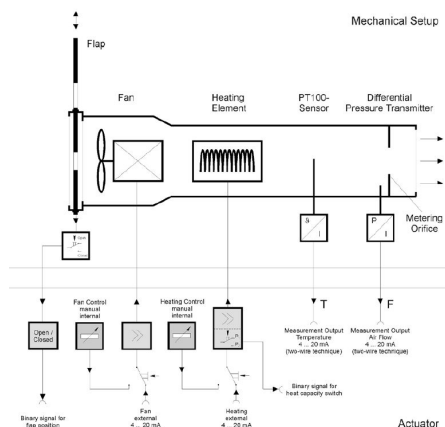 Mechanical Setup
Flap
Fan
Heating
Element
PT100-
Sensor
Differential
Pressure Transmitter
Metering
Orifice
Open
Close
S
I
P
I
T
F
Fan Control
manual
internal
Heating Control
manual
internal
Open /
Closed
Measurement Output
Temperature
4 ... 20 mA
(two-wire technique)
Measurement Output
Air Flow
4 ... 20 mA
(two-wire technique)
Binary signal for
heat capacity switch
Binary signal for
flap position
Fan
external
4 ... 20 mA
Heating
external
4 ... 20 mA
Actuator